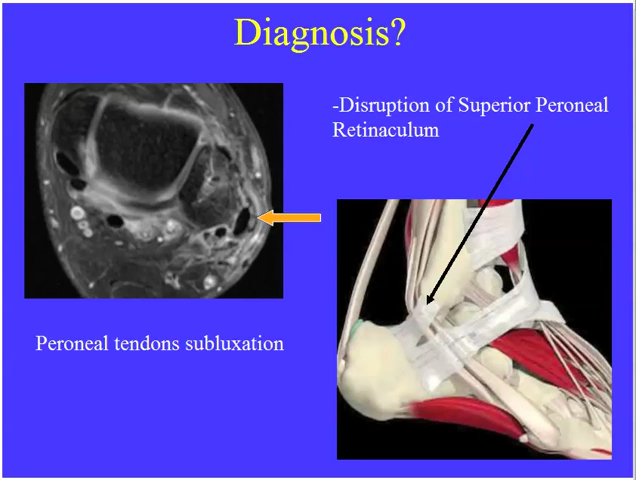 Diagnosis?
-Disruption of Superior Peroneal
Retinaculum
Peroneal tendons subluxation